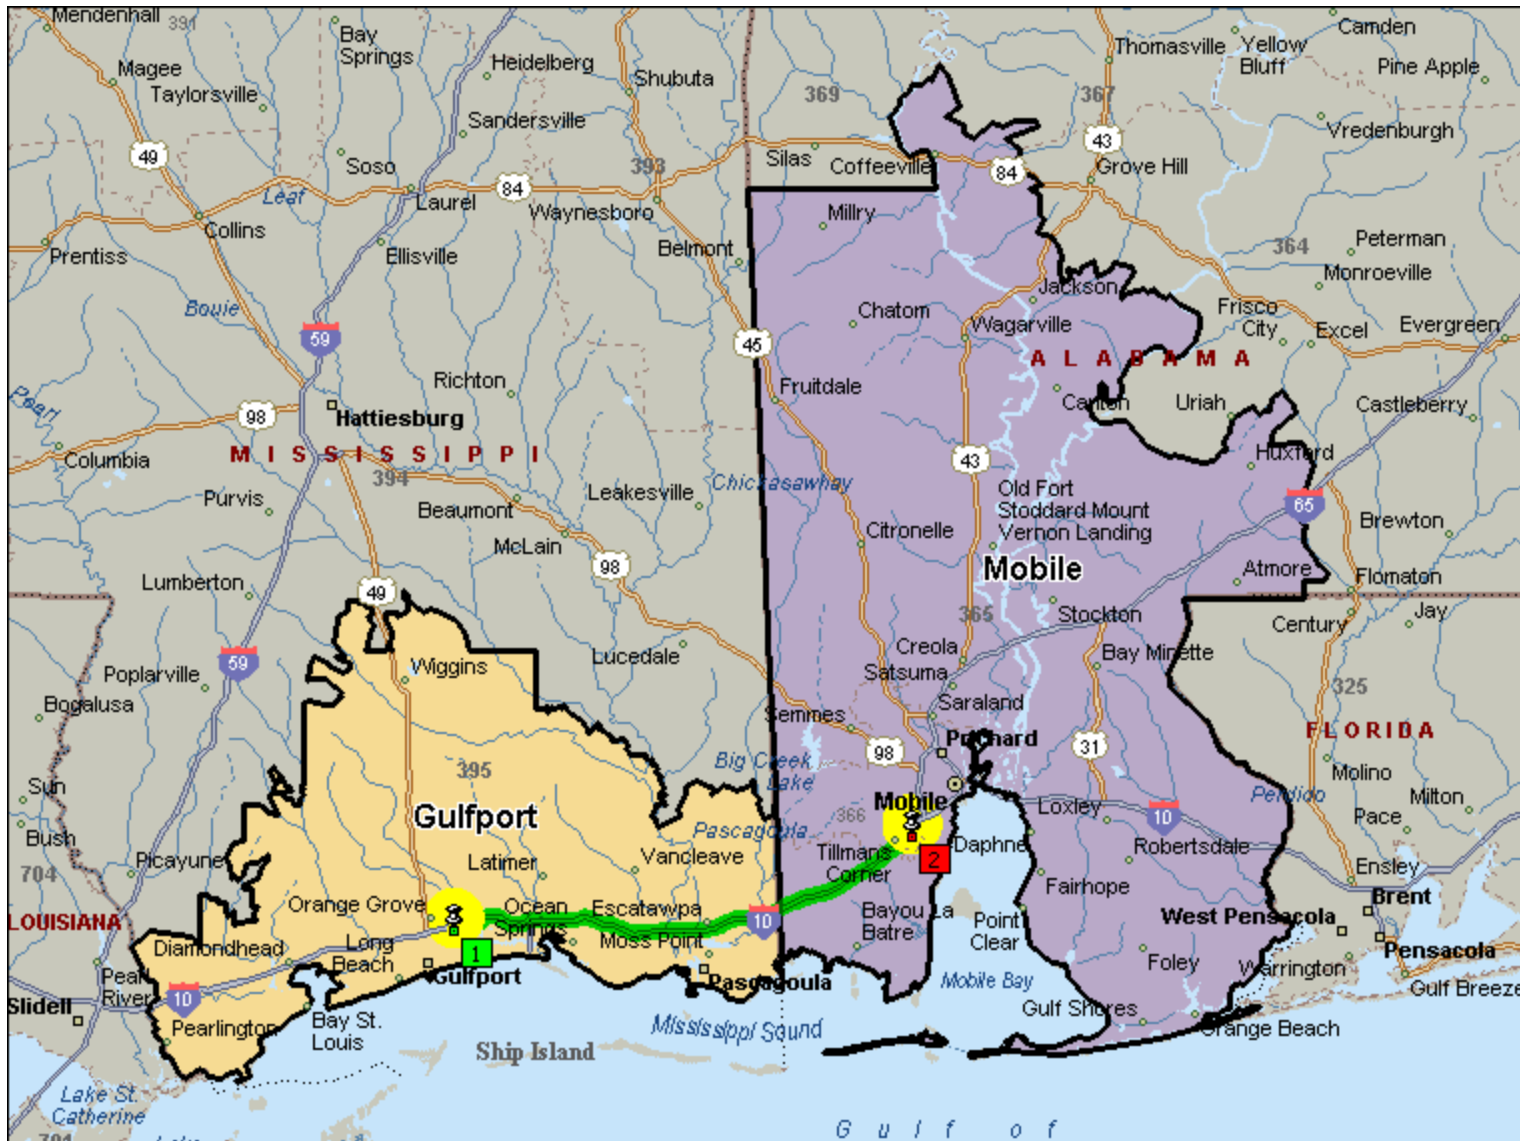 Mendenhall
391
Bay
Springs
Heidelberg
Shubuta
Thomasville
Yellow
Bluff
Camden
Pine Apple
Magee
Taylorsville
Sandersville
369
367
Vredenburgh
49
Soso
393
Silas
Coffeeville
43
Grove Hill
84
84
Leaf
Laurel
Waynesboro
Millry
Collins
Prentiss
Ellisville
Belmont
364
Peterman
Monroeville
Bouie
Jackson
Frisco
City
Chatom
Wagarville
Excel
Evergreen
59
45
ALABAMA
Richton
Fruitdale
Canton
Uriah
Castleberry
Pearl
98
Hattiesburg
MISSISSIPPI
Columbia
43
Huxford
394
Chickasawhay
Purvis
Leakesville
Old Fort
Stoddard Mount
Vernon Landing
65
Beaumont
Brewton
McLain
Citronelle
98
Mobile
Atmore
Flomaton
Lumberton
49
365
Stockton
Jay
Century
59
Wiggins
Lucedale
Creola
Satsuma
Bay Minette
Poplarville
325
Bogalusa
Semmes
Saraland
FLORIDA
98
Prichard
31
Big Creek
Lake
Molino
Sun
395
Mobile
Loxley
Perdido
Milton
Gulfport
366
10
Pace
Bush
Pascagoula
Picayune
Latimer
Vancleave
Tillmans
Corner
2
Daphne
Robertsdale
Ensley
704
Fairhope
Brent
Orange Grove
Ocean
Springs
Escatawpa
10
Bayou La
Batre
Point
Clear
West Pensacola
LOUISIANA
Diamondhead
Long
Beach
1
Moss Point
Pensacola
Pearl
River
Gulfport
Pascagoula
Mobile Bay
Foley
Warrington
Slidell
10
Gulf Shores
Gulf Breeze
Pearlington
Bay St.
Louis
Mississippi Sound
Orange Beach
Ship Island
Lake St.
Catherine
Gulf of
704
Lake